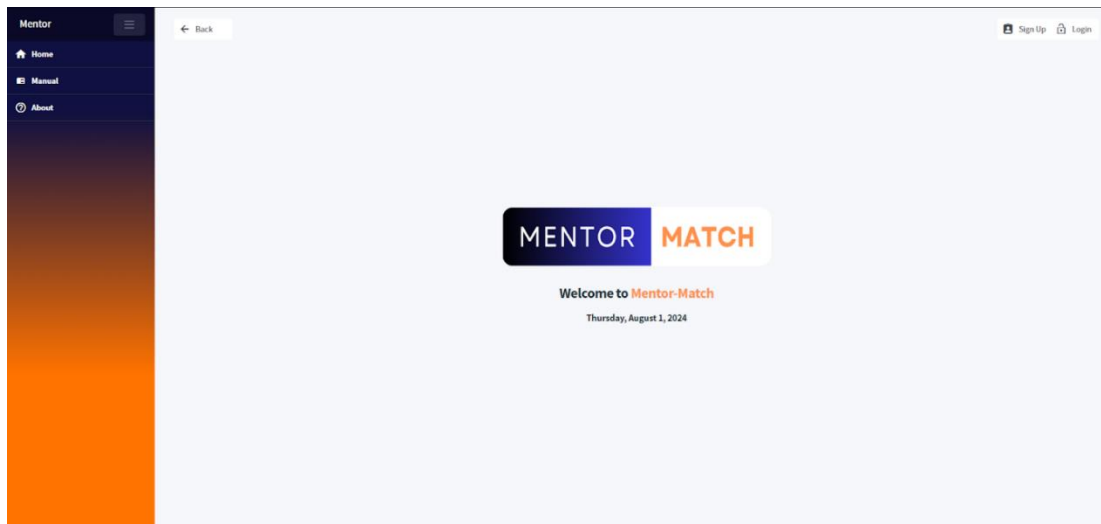 Mentor
Home
Manual
About
Back
Sign Up Login
MENTOR MATCH
Welcome to Mentor-Match
Thursday, August 1, 2024